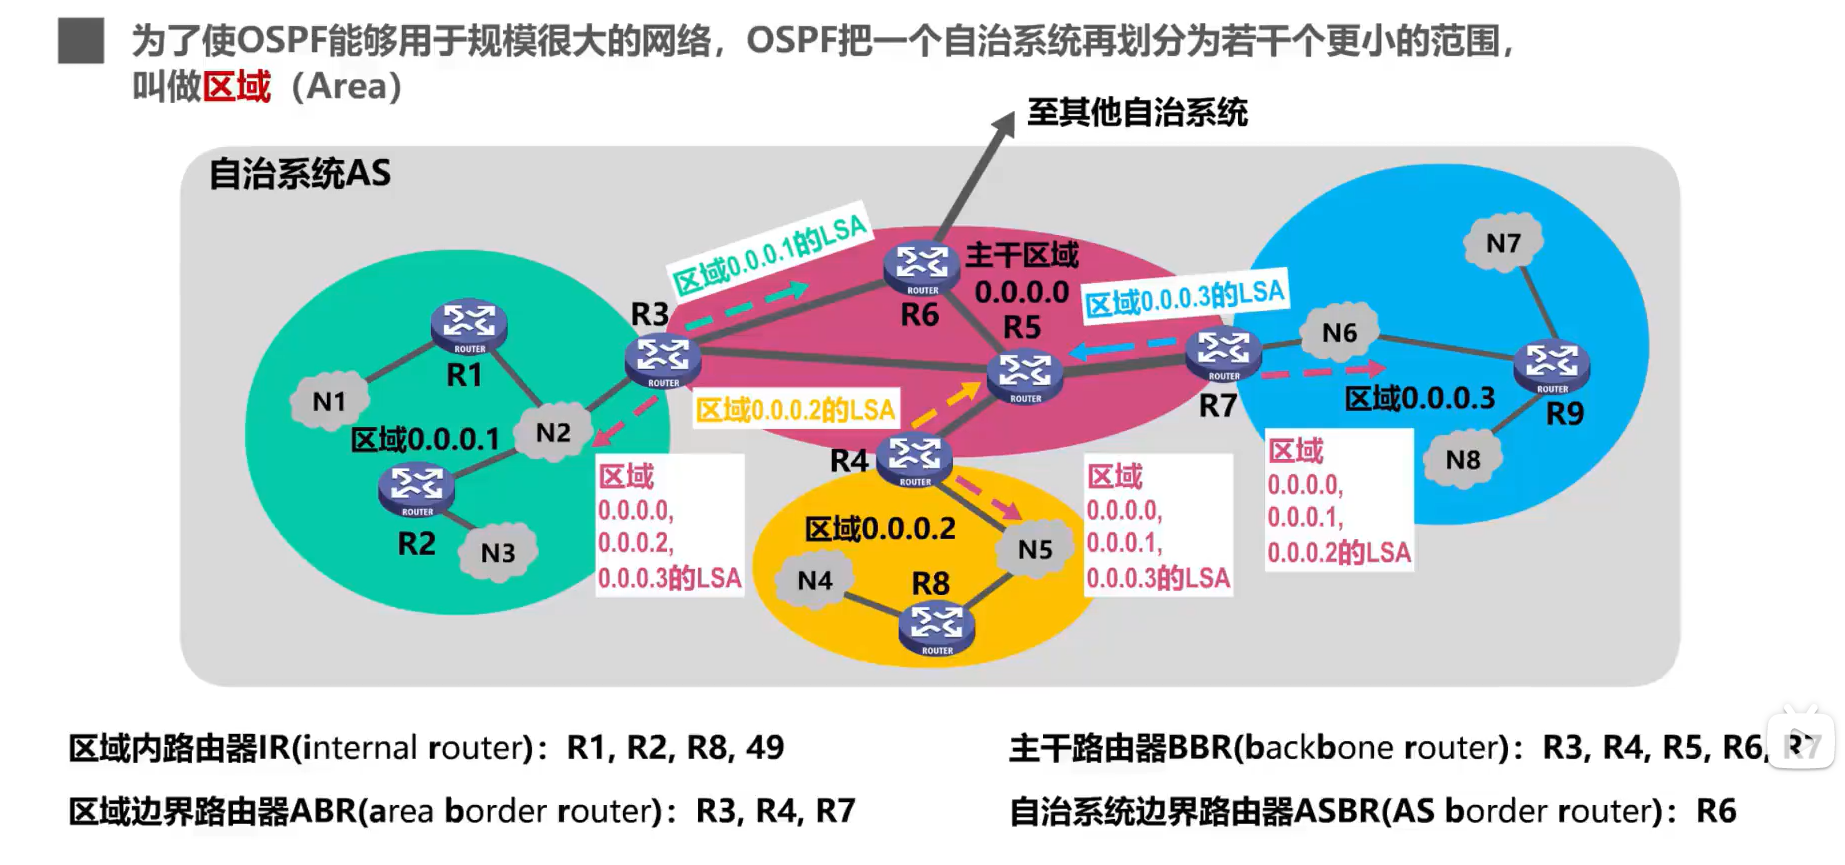 为了使OSPF能够用于规模很大的网络，OSPF把一个自治系统再划分为若干个更小的范围，
叫做区域（Area）
至其他自治系统
自治系统AS
区域0.0.0.1的LSA
主干区域
0.0.0.0
区域0.0.0.3的LSA
R3
R6
R5
R7
R4
ROUTER
ROUTER
ROUTER
ROUTER
ROUTER
区域0.0.0.2的LSA
R1
ROUTER
N1
N2
区域0.0.0.1
ROUTER
R2
N3
区域
0.0.0.0,
0.0.0.2,
0.0.0.3的LSA
区域0.0.0.2
N4
R8
N5
ROUTER
区域
0.0.0.0,
0.0.0.1,
0.0.0.3的LSA
N7
N6
区域0.0.0.3
ROUTER
R9
N8
区域
0.0.0.0,
0.0.0.1,
0.0.0.2的LSA
区域内路由器IR(internal router)：R1, R2, R8, 49
主干路由器BBR(backbone router)：R3, R4, R5, R6, R7
区域边界路由器ABR(area border router)：R3, R4, R7
自治系统边界路由器ASBR(AS border router)：R6